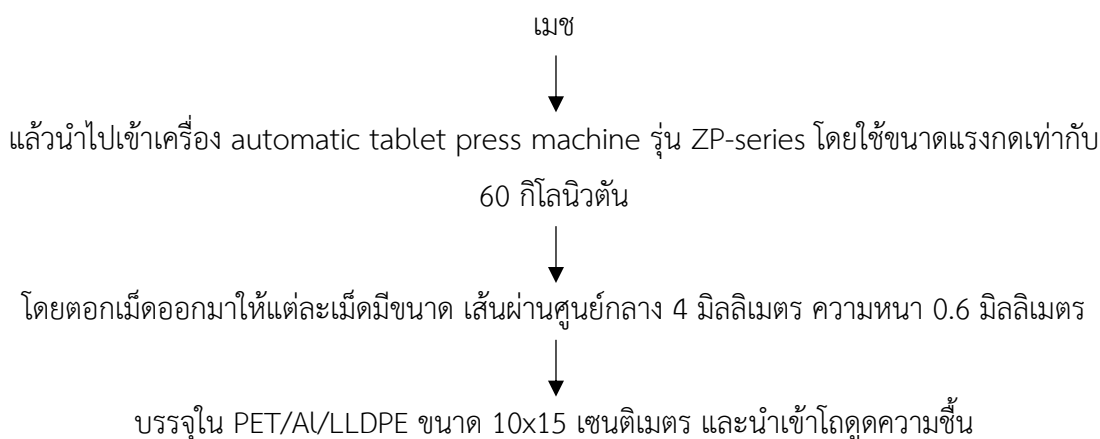 เมช
แล้วนำไปเข้าเครื่อง automatic tablet press machine รุ่น ZP-series โดยใช้ขนาดแรงกดเท่ากับ
60 กิโลนิวตัน
โดยตอกเม็ดออกมาให้แต่ละเม็ดมีขนาด เส้นผ่านศูนย์กลาง 4 มิลลิเมตร ความหนา 0.6 มิลลิเมตร
บรรจุใน PET/Al/LLDPE ขนาด 10x15 เซนติเมตร และนำเข้าโถดูดความชื้น